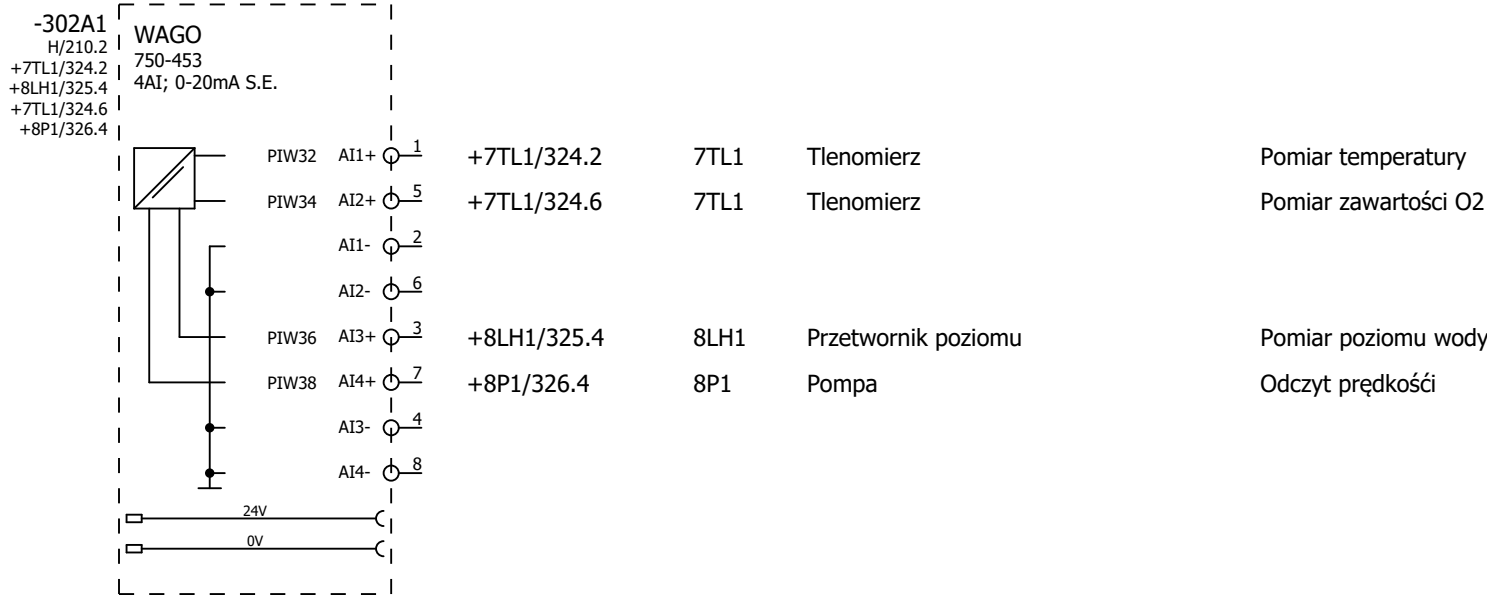 -302A1
H/210.2
+7TL1/324.2
+8LH1/325.4
+7TL1/324.6
+8P1/326.4
WAGO
750-453
4AI; 0-20mA S.E.
PIW32 AI1+ 1 +7TL1/324.2 7TL1 Tlenomierz Pomiar temperatury
PIW34 AI2+ 5 +7TL1/324.6 7TL1 Tlenomierz Pomiar zawartości O2
AI1- 2
AI2- 6
PIW36 AI3+ 3 +8LH1/325.4 8LH1 Przetwornik poziomu Pomiar poziomu wody
PIW38 AI4+ 7 +8P1/326.4 8P1 Pompa Odczyt prędkośći
AI3- 4
AI4- 8
24V
0V